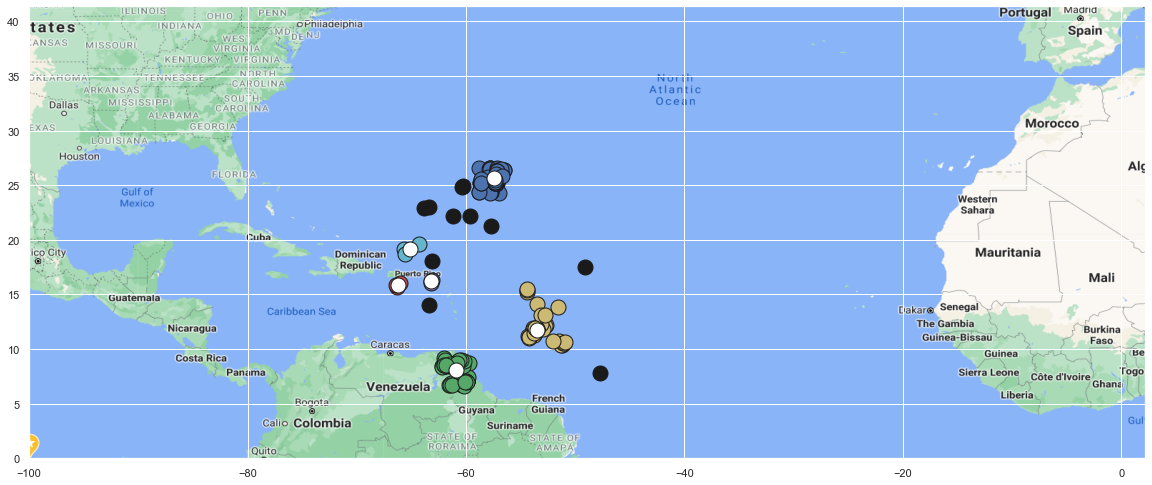 ILLINOIS
OHIO
PENN
Madrid
Portugal
tates
INDIANA
Philadelphia
Spain
KANSAS
MISSOURI
WEST
VIRGINIA
MD
DE
NJ
KENTUCKY
VIRGINIA
OKLAHOMA
TENNESSEE
NORTH
CAROLINA
35
North
Atlantic
Ocean
ARKANSAS
SOUTH
CAROLINA
Dallas
MISSISSIPPI
ALABAMA
GEORGIA
Morocco
EXAS
30
LOUISIANA
Houston
Alg
FLORIDA
25
Gulf of
Mexico
Western
Sahara
20
Cuba
ico City
Dominican
Republic
Mauritania
Puerto Rico
Mali
15
Guatemala
Caribbean Sea
Dakar
Senegal
The Gambia
Burkina
Faso
Nicaragua
Guinea-Bissau
10
Caracas
Guinea
Be
Costa Rica
Panama
Sierra Leone
Côte d'Ivoire
Togo
Venezuela
Ghana
Liberia
5
Bogota
Guyana
French
Guiana
Cali
Colombia
Suriname
Gulf
STATE OF
RORAIMA
STATE OF
AMAPA
Quito
0
40
−100
−80
−60
−40
−20
0